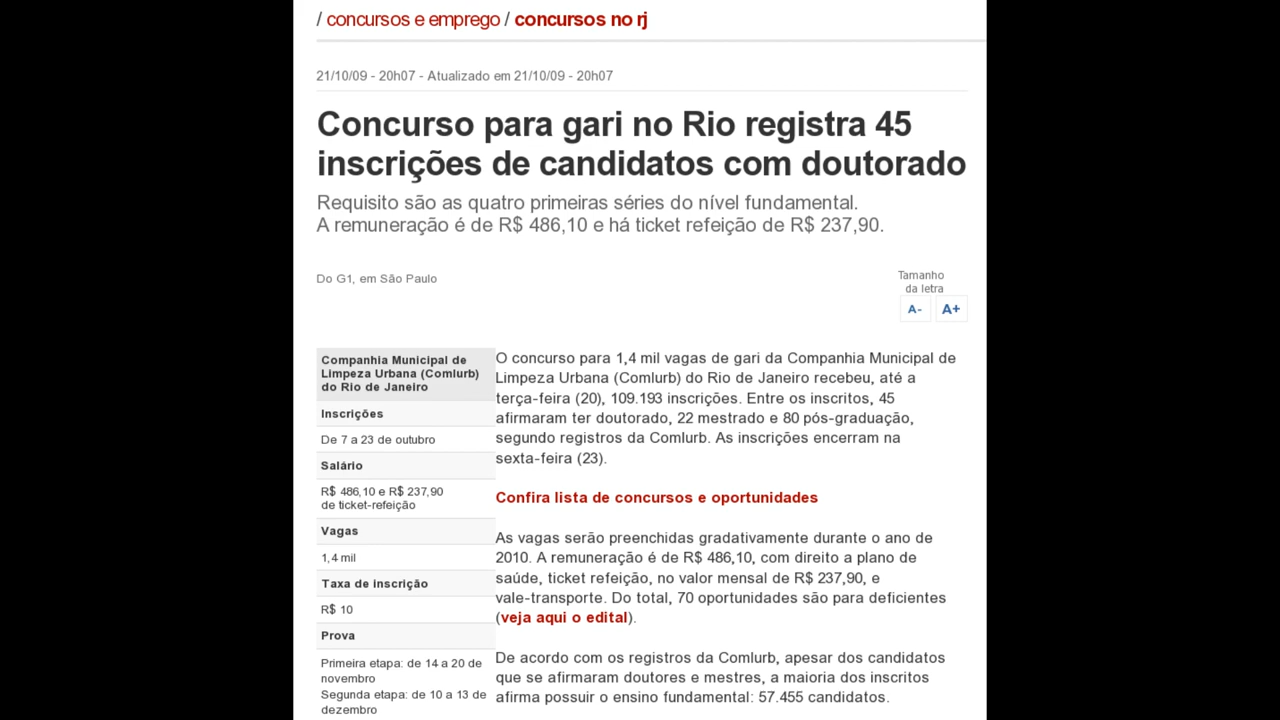 / concursos e emprego / concursos no rj
21/10/09 - 20h07 - Atualizado em 21/10/09 - 20h07
Concurso para gari no Rio registra 45
inscrições de candidatos com doutorado
Requisito são as quatro primeiras séries do nível fundamental.
A remuneração é de R$ 486,10 e há ticket refeição de R$ 237,90.
Do G1, em São Paulo
Tamanho
da letra
A- A+
Companhia Municipal de
Limpeza Urbana (Comlurb)
do Rio de Janeiro
Inscrições
De 7 a 23 de outubro
Salário
R$ 486,10 e R$ 237,90
de ticket-refeição
Vagas
1,4 mil
Taxa de inscrição
R$ 10
Prova
Primeira etapa: de 14 a 20 de
novembro
Segunda etapa: de 10 a 13 de
dezembro
O concurso para 1,4 mil vagas de gari da Companhia Municipal de
Limpeza Urbana (Comlurb) do Rio de Janeiro recebeu, até a
terça-feira (20), 109.193 inscrições. Entre os inscritos, 45
afirmaram ter doutorado, 22 mestrado e 80 pós-graduação,
segundo registros da Comlurb. As inscrições encerram na
sexta-feira (23).
Confira lista de concursos e oportunidades
As vagas serão preenchidas gradativamente durante o ano de
2010. A remuneração é de R$ 486,10, com direito a plano de
saúde, ticket refeição, no valor mensal de R$ 237,90, e
vale-transporte. Do total, 70 oportunidades são para deficientes
(veja aqui o edital).
De acordo com os registros da Comlurb, apesar dos candidatos
que se afirmaram doutores e mestres, a maioria dos inscritos
afirma possuir o ensino fundamental: 57.455 candidatos.